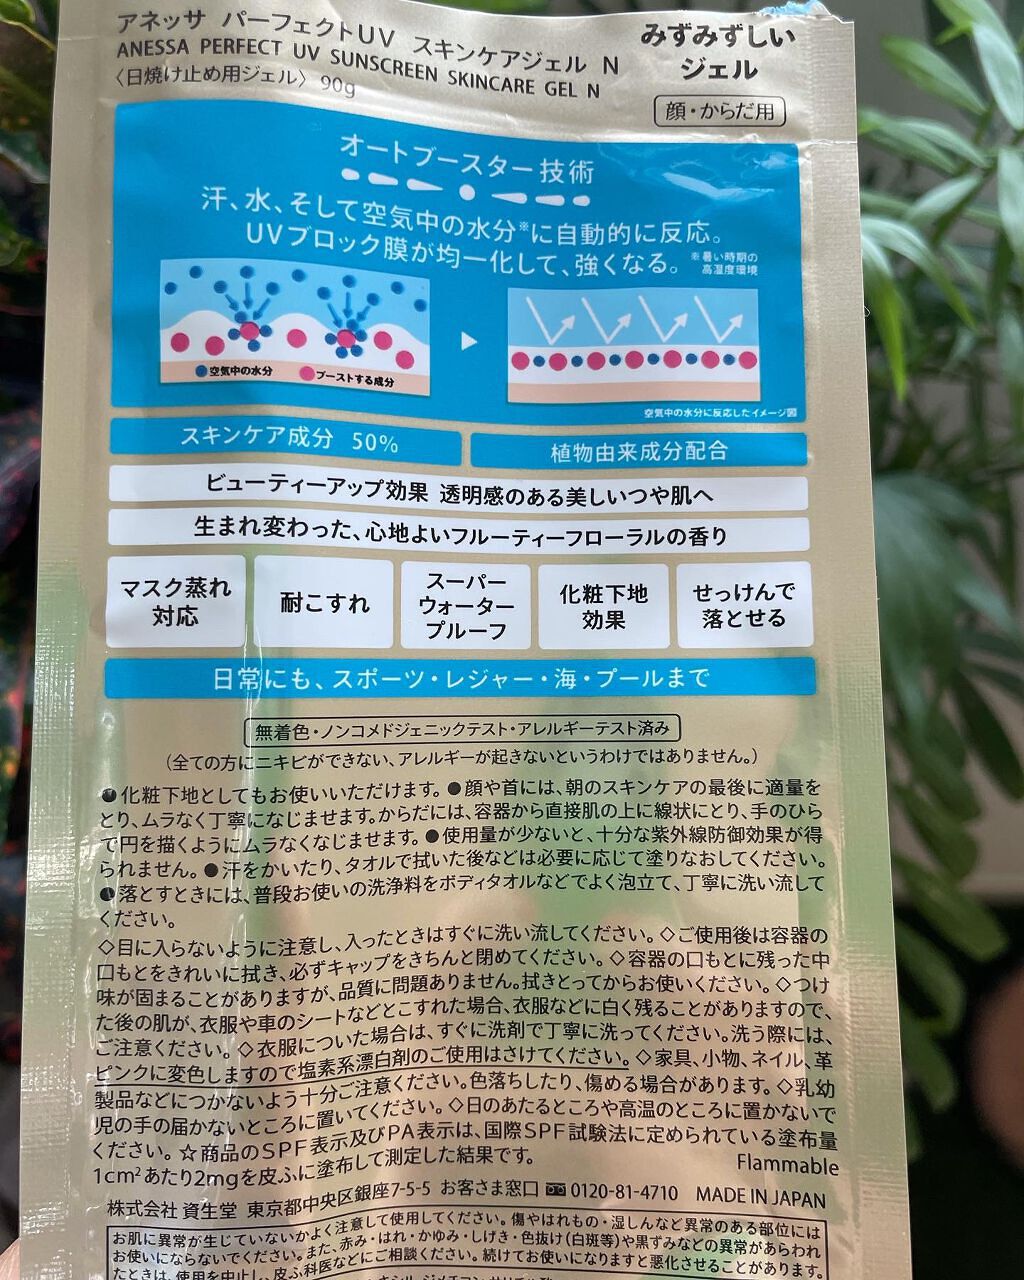 アネッサ パーフェクトUV スキンケアジェル N
ANESSA PERFECT UV SUNSCREEN SKINCARE GEL N
〈日焼け止め用ジェル〉 90g
みずみずしい
ジェル
顔・からだ用
オートブースター技術
汗、水、そして空気中の水分※に自動的に反応。
UVブロック膜が均一化して、強くなる。
※暑い時期の
高湿度環境
空気中の水分 ブーストする成分
空気中の水分に反応したイメージ図
スキンケア成分 50%
植物由来成分配合
ビューティーアップ効果 透明感のある美しいつや肌へ
生まれ変わった、心地よいフルーティーフローラルの香り
マスク蒸れ
対応
耐こすれ
スーパー
ウォーター
プルーフ
化粧下地
効果
せっけんで
落とせる
日常にも、スポーツ・レジャー・海・プールまで
無着色・ノンコメドジェニックテスト・アレルギーテスト済み
（全ての方にニキビができない、アレルギーが起きないというわけではありません。）
●化粧下地としてもお使いいただけます。●顔や首には、朝のスキンケアの最後に適量を
とり、ムラなく丁寧になじませます。からだには、容器から直接肌の上に線状にとり、手のひら
で円を描くようにムラなくなじませます。●使用量が少ないと、十分な紫外線防御効果が得
られません。●汗をかいたり、タオルで拭いた後などは必要に応じて塗りなおしてください。
●落とすときには、普段お使いの洗浄料をボディタオルなどでよく泡立て、丁寧に洗い流して
ください。
◇目に入らないように注意し、入ったときはすぐに洗い流してください。◇ご使用後は容器の
口もとをきれいに拭き、必ずキャップをきちんと閉めてください。◇容器の口もとに残った中
味が固まることがありますが、品質に問題ありません。拭きとってからお使いください。◇つけ
た後の肌が、衣服や車のシートなどとこすれた場合、衣服などに白く残ることがありますので、
ご注意ください。◇衣服についた場合は、すぐに洗剤で丁寧に洗ってください。洗う際には、
ピンクに変色しますので塩素系漂白剤のご使用はさけてください。◇家具、小物、ネイル、革
製品などにつかないよう十分ご注意ください。色落ちしたり、傷める場合があります。◇乳幼
児の手の届かないところに置いてください。◇日のあたるところや高温のところに置かないで
ください。☆商品のSPF表示及びPA表示は、国際SPF試験法に定められている塗布量
1cm²あたり2mgを皮ふに塗布して測定した結果です。
Flammable
株式会社 資生堂 東京都中央区銀座7-5-5 お客さま窓口 0120-81-4710 MADE IN JAPAN
お肌に異常が生じていないかよく注意して使用してください。傷やはれもの・湿しんなど異常のある部位には
お使いにならないでください。また、赤み・はれ・かゆみ・しげき・色抜け(白斑等)や黒ずみなどの異常があらわれ
たときは、使用を中止し、皮ふ科医などにご相談ください。続けてお使いになりますと悪化することがあります。